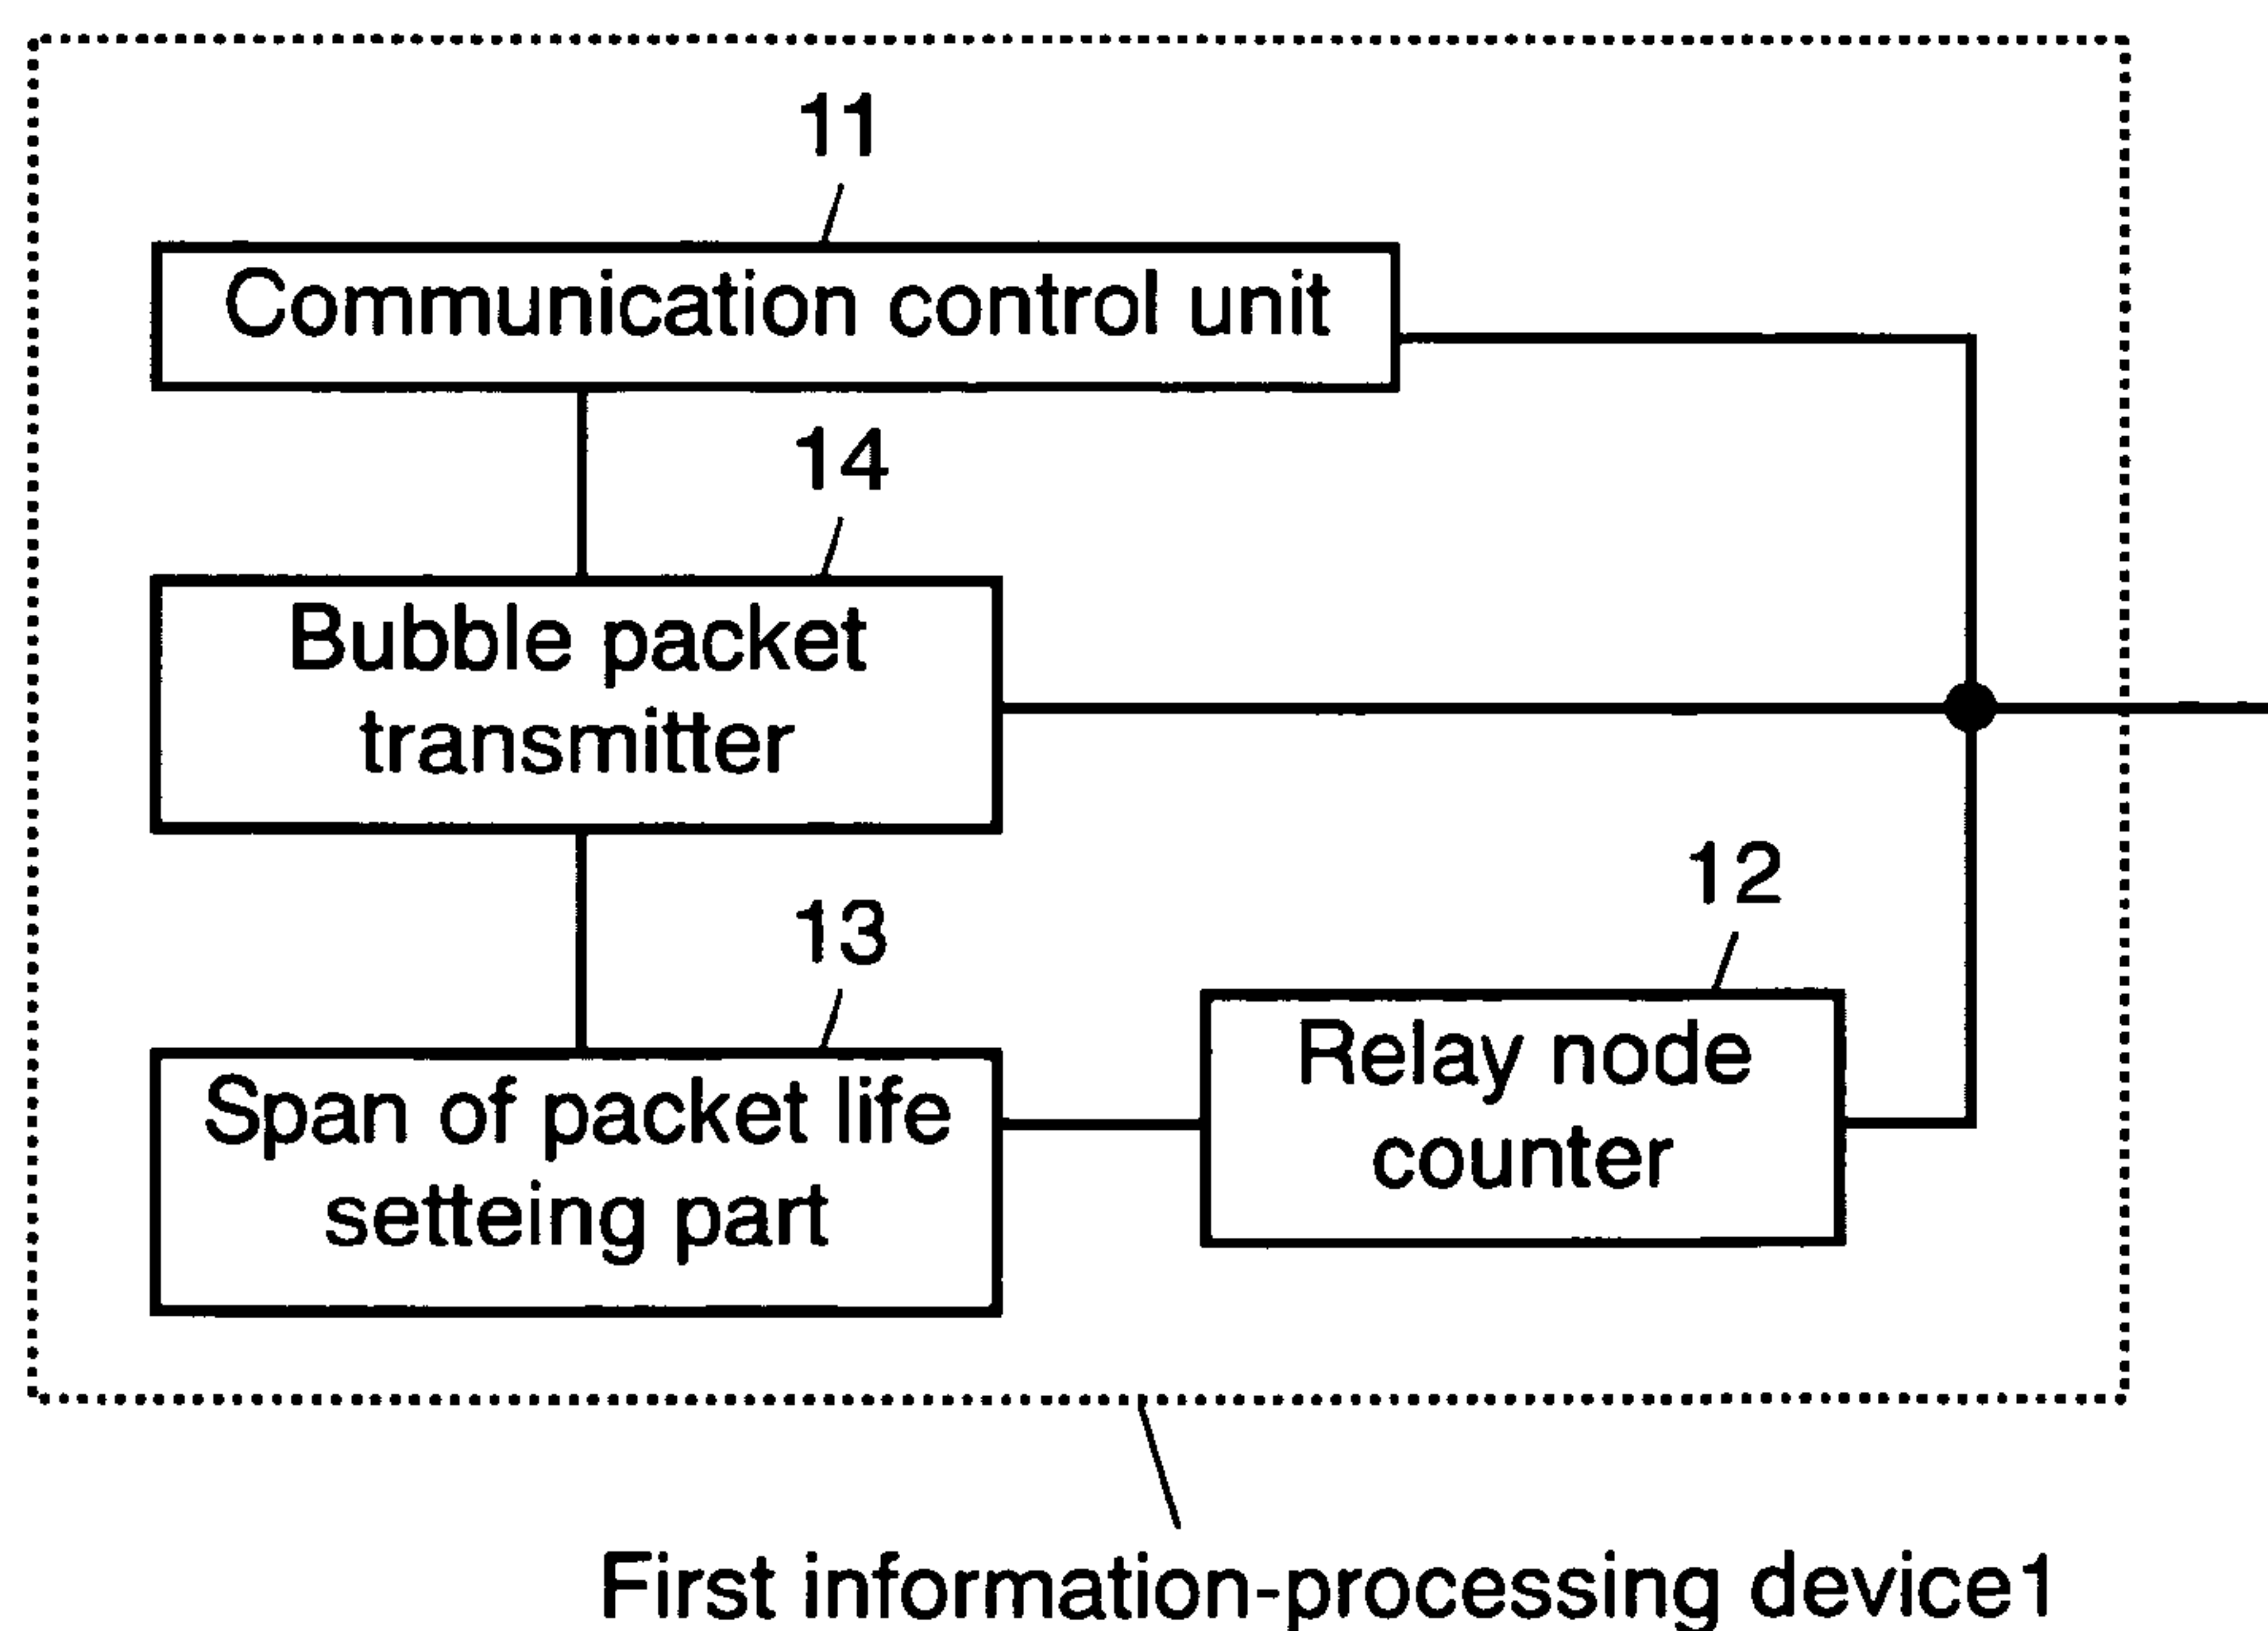 11
Communication control unit
14
Bubble packet
transmitter
13
Span of packet life
setteing part
12
Relay node
counter
First information-processing device1